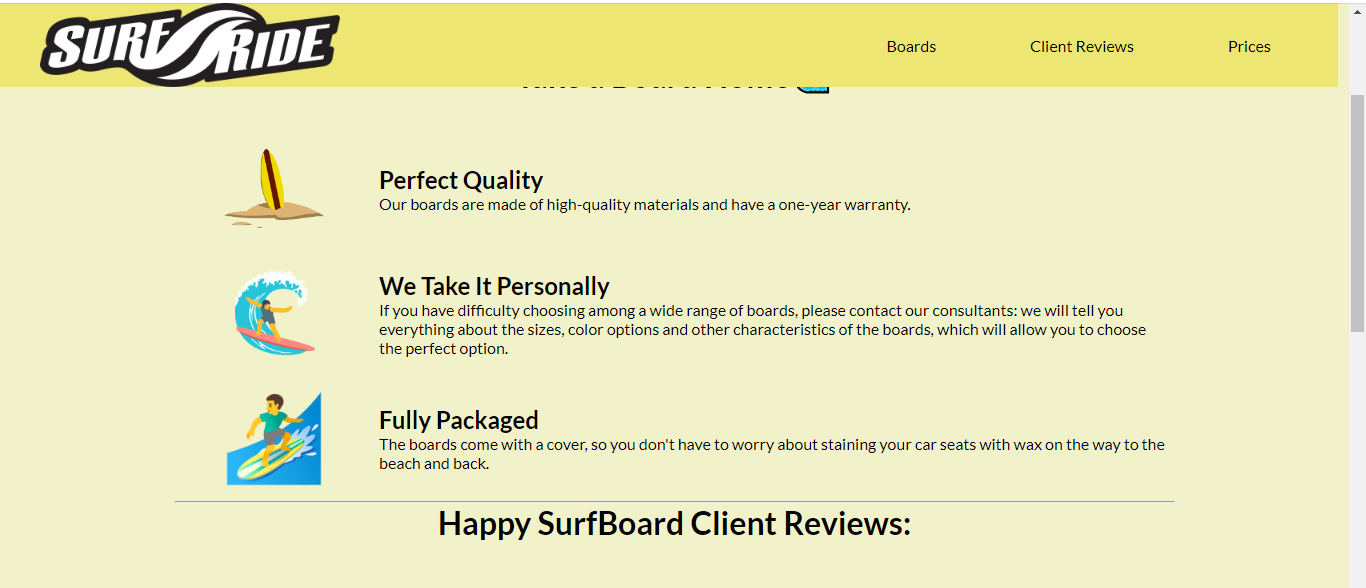 SURF RIDE
Boards
Client Reviews
Prices
Take a Board Home
Perfect Quality
Our boards are made of high-quality materials and have a one-year warranty.
We Take It Personally
If you have difficulty choosing among a wide range of boards, please contact our consultants: we will tell you
everything about the sizes, color options and other characteristics of the boards, which will allow you to choose
the perfect option.
Fully Packaged
The boards come with a cover, so you don't have to worry about staining your car seats with wax on the way to the
beach and back.
Happy SurfBoard Client Reviews: